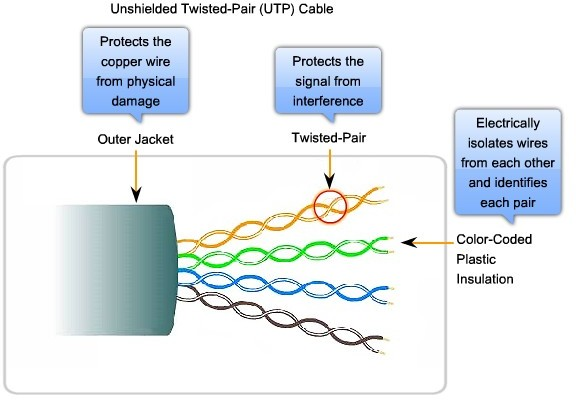 Unshielded Twisted-Pair (UTP) Cable
Protects the
copper wire
from physical
damage
Outer Jacket
Protects the
signal from
interference
Twisted-Pair
Electrically
isolates wires
from each other
and identifies
each pair
Color-Coded
Plastic
Insulation